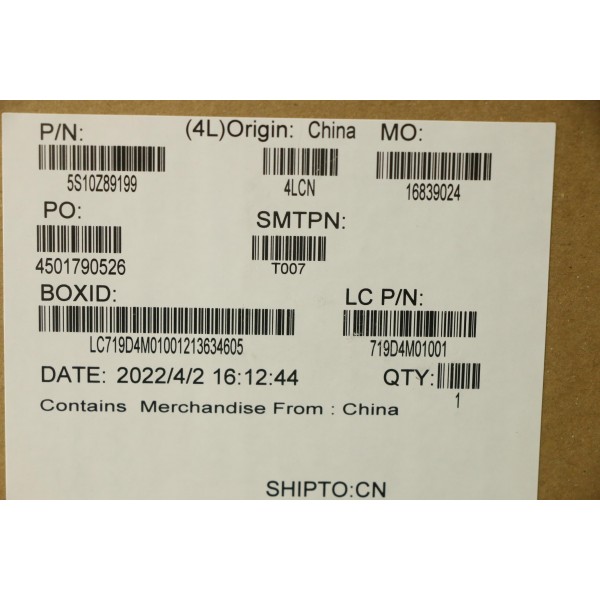 P/N: (4L)Origin: China MO:
5S10Z89199 4LCN 16839024
PO: SMTPN:
4501790526 T007
BOXID: LC P/N:
LC719D4M01001213634605 719D4M01001
DATE: 2022/4/2 16:12:44 QTY:
1
Contains Merchandise From : China
SHIPTO:CN